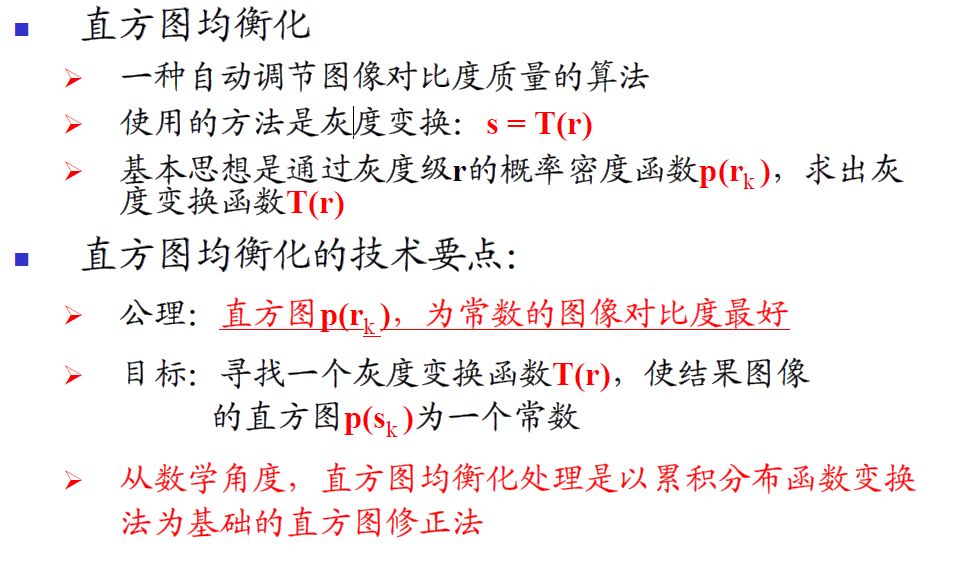 直方图均衡化
一种自动调节图像对比度质量的算法
使用的方法是灰度变换：s = T(r)
基本思想是通过灰度级r的概率密度函数p(rk )，求出灰
度变换函数T(r)
直方图均衡化的技术要点：
公理：直方图p(rk )，为常数的图像对比度最好
目标：寻找一个灰度变换函数T(r)，使结果图像
的直方图p(sk )为一个常数
从数学角度，直方图均衡化处理是以累积分布函数变换
法为基础的直方图修正法